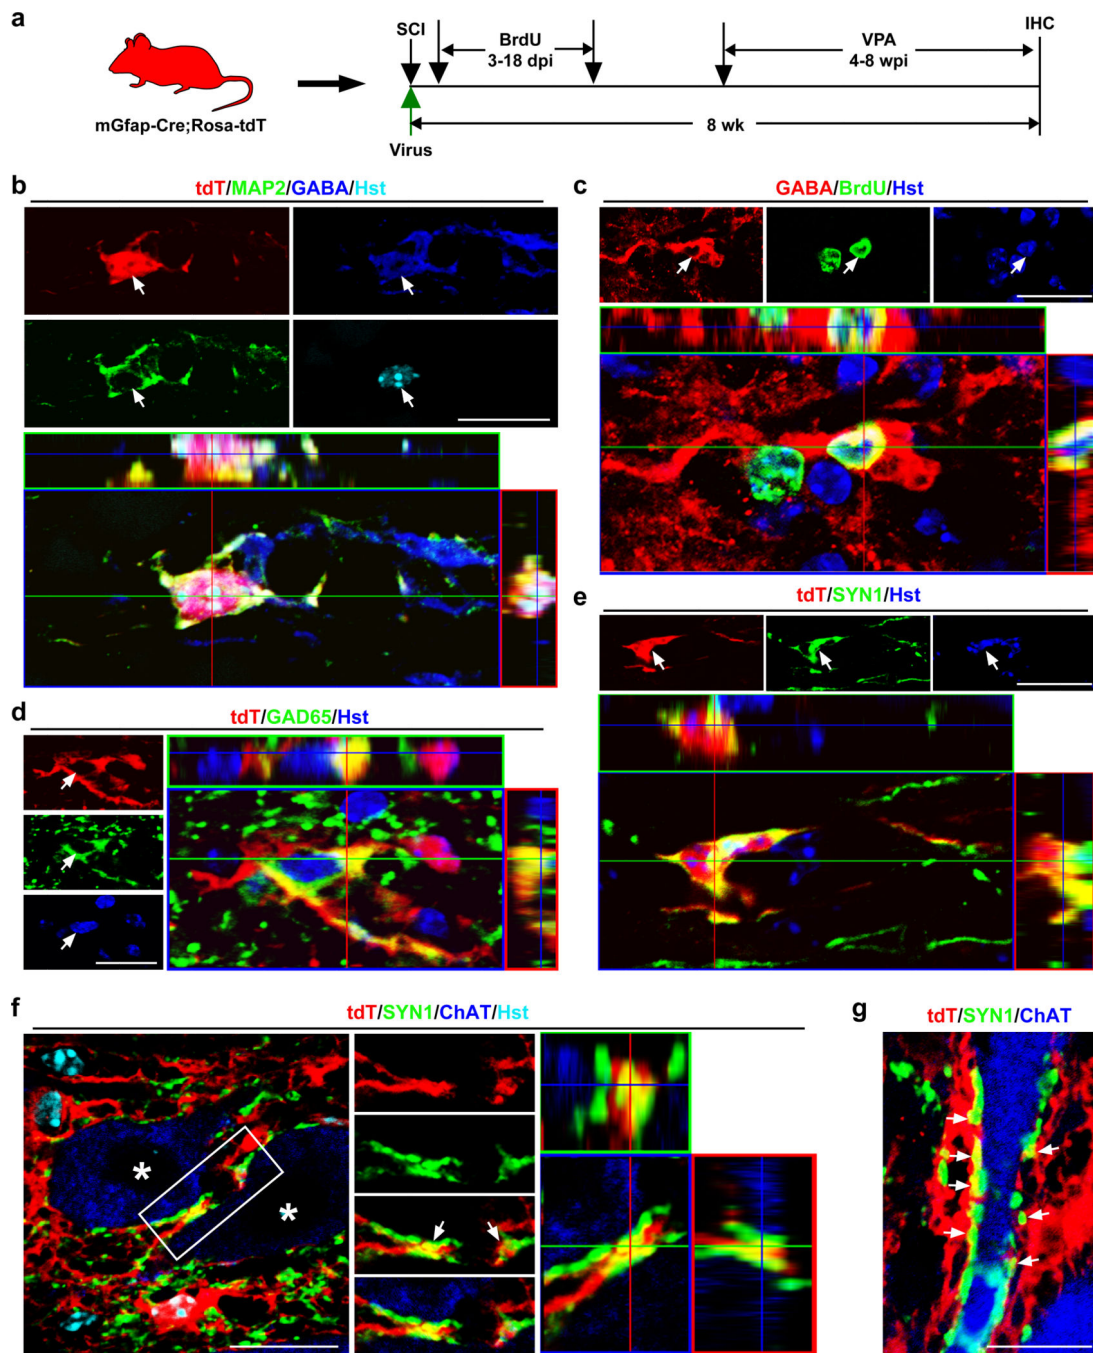 a
SCI
BrdU
3-18 dpi
VPA
4-8 wpi
IHC
mGfap-Cre;Rosa-tdT
8 wk
Virus
b
tdT/MAP2/GABA/Hst
c
GABA/BrdU/Hst
d
tdT/GAD65/Hst
e
tdT/SYN1/Hst
f
tdT/SYN1/ChAT/Hst
*
*
g
tdT/SYN1/ChAT